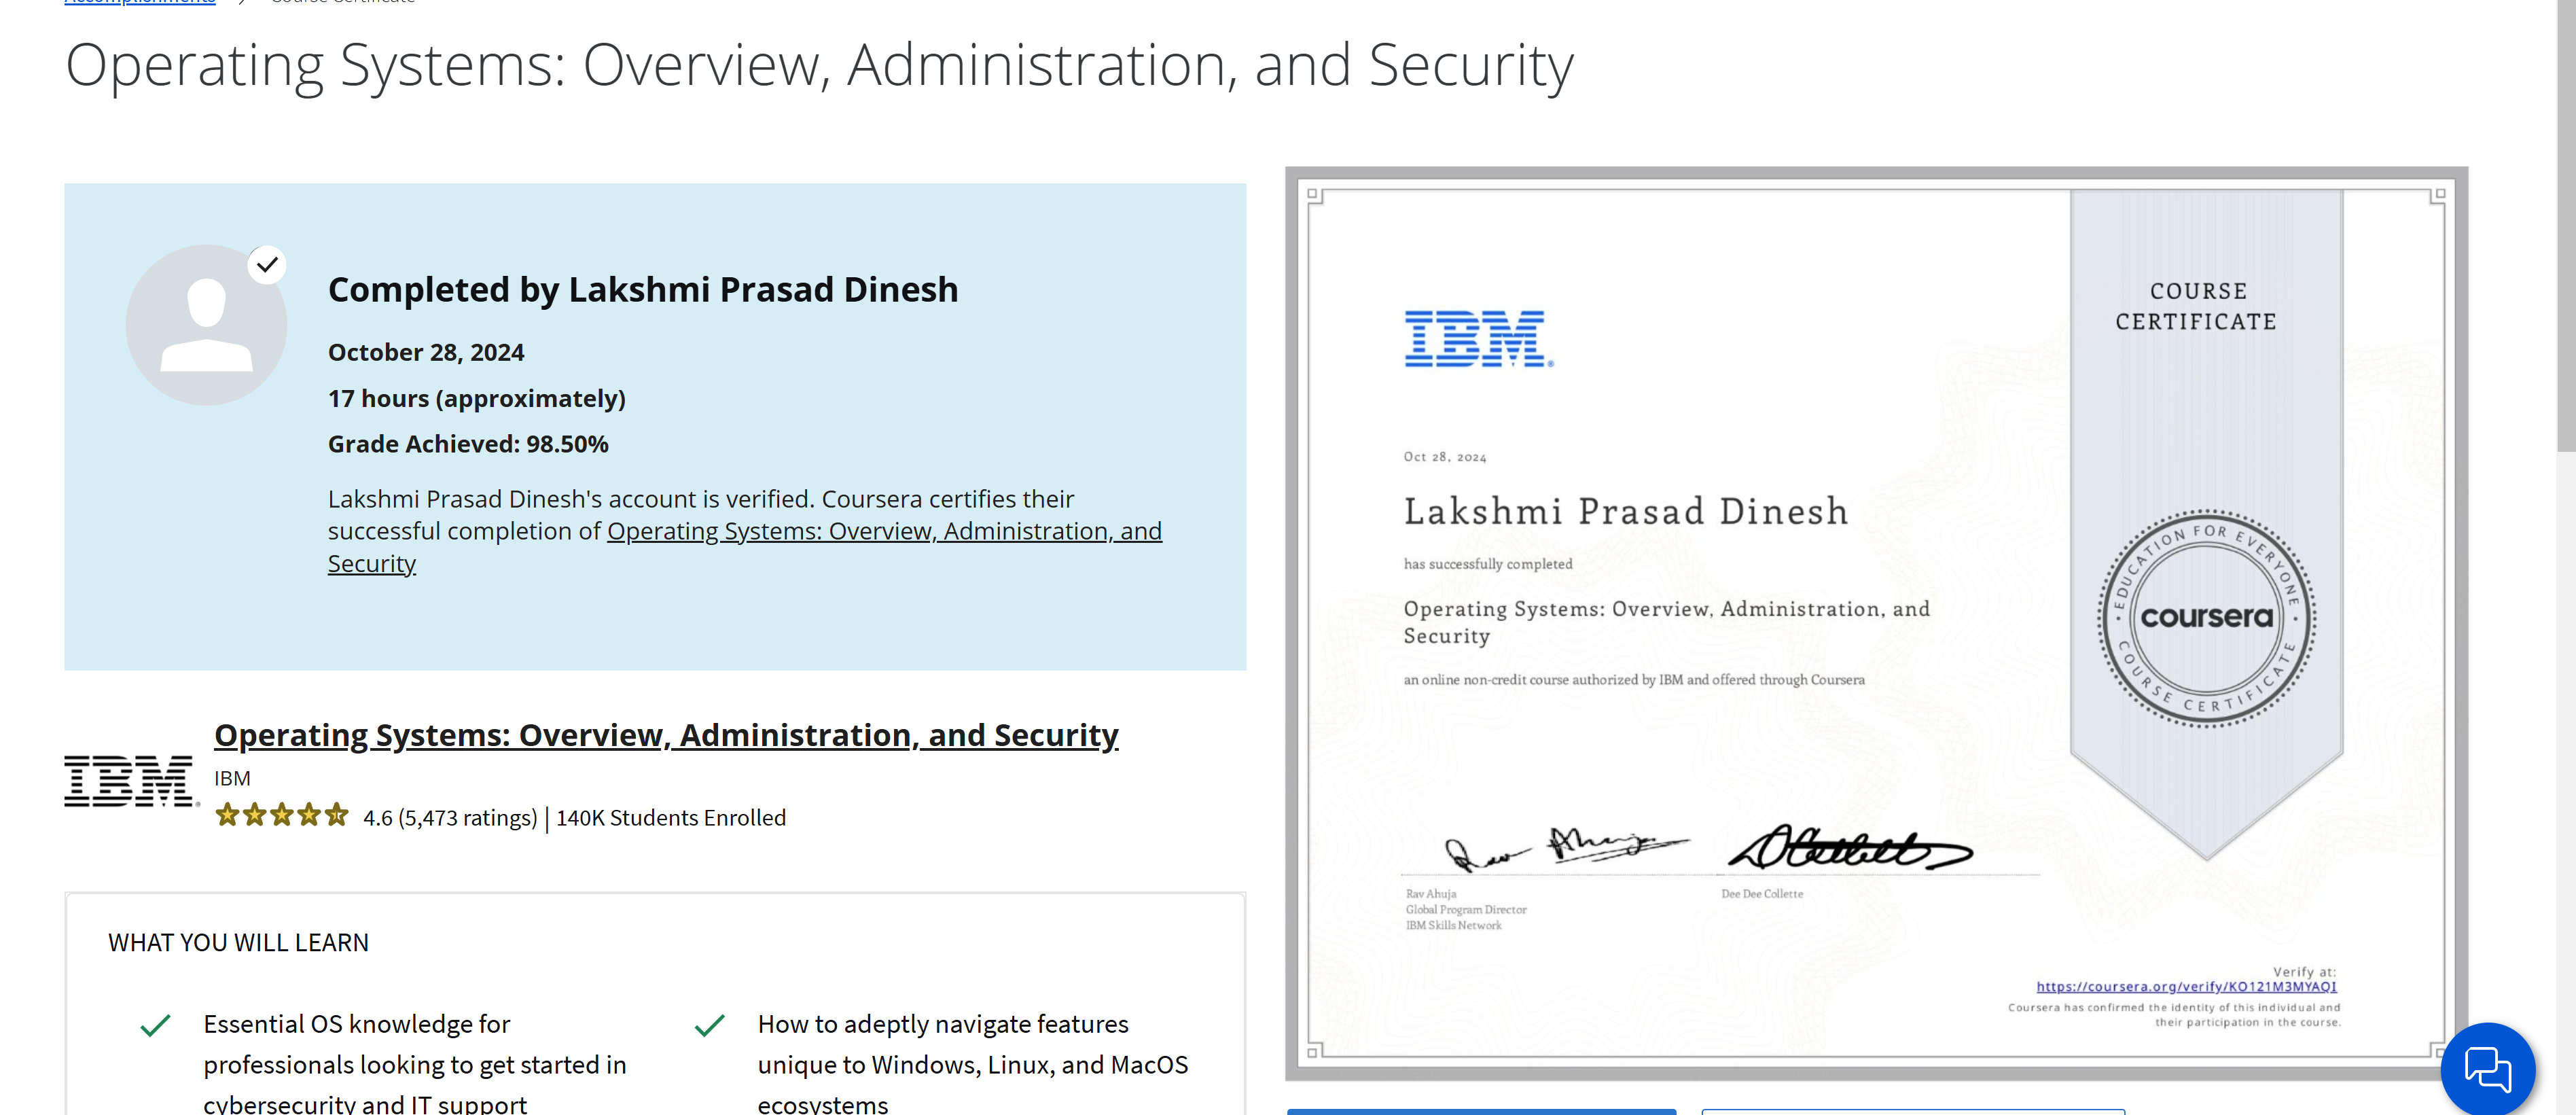 Accomplishments > Course Certificate
Operating Systems: Overview, Administration, and Security
Completed by Lakshmi Prasad Dinesh
October 28, 2024
17 hours (approximately)
Grade Achieved: 98.50%
Lakshmi Prasad Dinesh's account is verified. Coursera certifies their
successful completion of Operating Systems: Overview, Administration, and
Security
IBM
Operating Systems: Overview, Administration, and Security
IBM
4.6 (5,473 ratings) | 140K Students Enrolled
WHAT YOU WILL LEARN
Essential OS knowledge for
professionals looking to get started in
cybersecurity and IT support
How to adeptly navigate features
unique to Windows, Linux, and MacOS
ecosystems
IBM
COURSE
CERTIFICATE
Oct 28, 2024
Lakshmi Prasad Dinesh
has successfully completed
Operating Systems: Overview, Administration, and
Security
an online non-credit course authorized by IBM and offered through Coursera
EDUCATION FOR EVERYONE
coursera
COURSE CERTIFICATE
Rav Ahuja
Global Program Director
IBM Skills Network
Dee Dee Collette
Verify at:
https://coursera.org/verify/KO121M3MYAQI
Coursera has confirmed the identity of this individual and
their participation in the course.